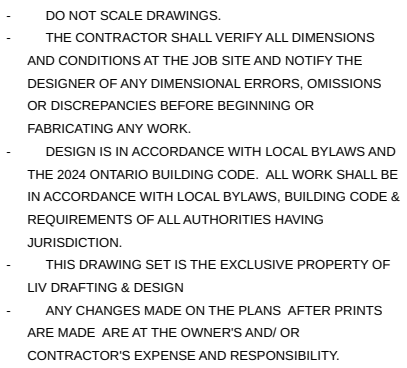 - DO NOT SCALE DRAWINGS.
- THE CONTRACTOR SHALL VERIFY ALL DIMENSIONS
AND CONDITIONS AT THE JOB SITE AND NOTIFY THE
DESIGNER OF ANY DIMENSIONAL ERRORS, OMISSIONS
OR DISCREPANCIES BEFORE BEGINNING OR
FABRICATING ANY WORK.
- DESIGN IS IN ACCORDANCE WITH LOCAL BYLAWS AND
THE 2024 ONTARIO BUILDING CODE. ALL WORK SHALL BE
IN ACCORDANCE WITH LOCAL BYLAWS, BUILDING CODE &
REQUIREMENTS OF ALL AUTHORITIES HAVING
JURISDICTION.
- THIS DRAWING SET IS THE EXCLUSIVE PROPERTY OF
LIV DRAFTING & DESIGN
- ANY CHANGES MADE ON THE PLANS AFTER PRINTS
ARE MADE ARE AT THE OWNER'S AND/ OR
CONTRACTOR'S EXPENSE AND RESPONSIBILITY.